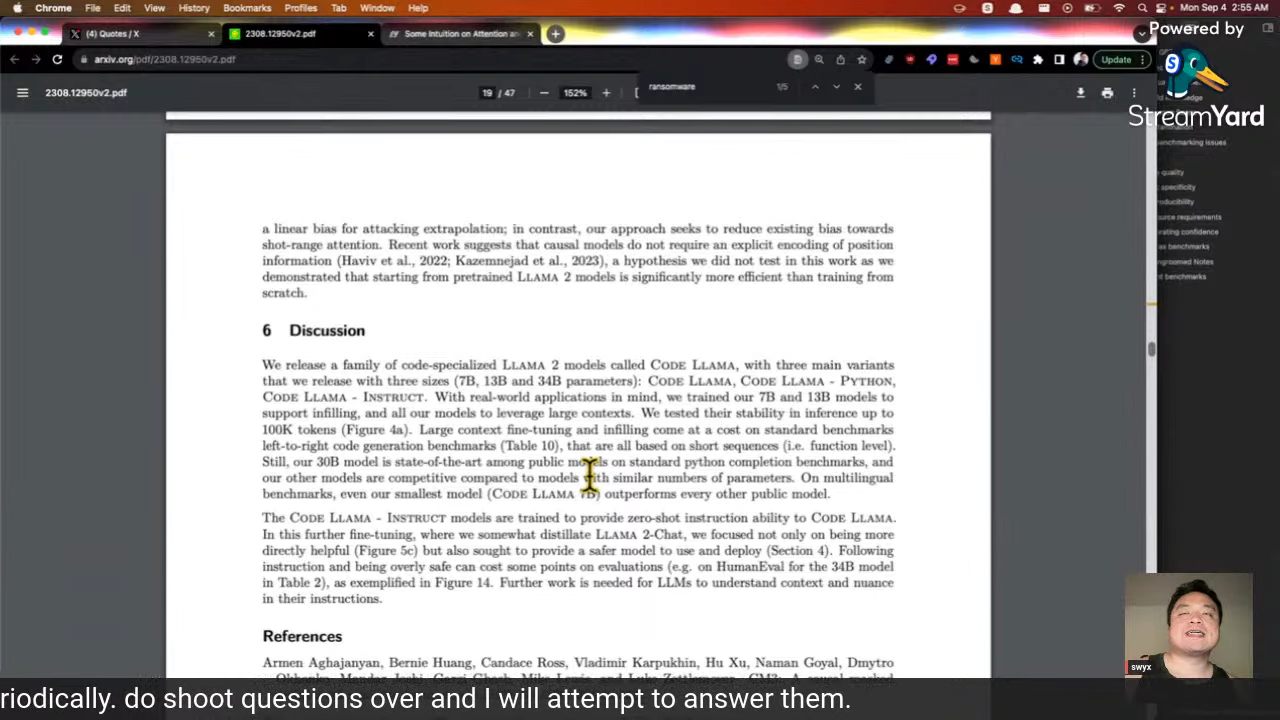 Chrome File Edit View History Bookmarks Profiles Tab Window Help Mon Sep 4 2:55 AM
(4) Quotes / X 2308.12950v2.pdf Some Intuition on Attention and
Powered by
StreamYard
arxiv.org/pdf/2308.12950v2.pdf Update
2308.12950v2.pdf 19 / 47 152%
ransomware 1/5
enchmarking issues
quality
specificity
oducibility
ource requirements
erating confidence
as benchmarks
ngroomed Notes
t benchmarks
a linear bias for attacking extrapolation; in contrast, our approach seeks to reduce existing bias towards
shot-range attention. Recent work suggests that causal models do not require an explicit encoding of position
information (Haviv et al., 2022; Kazemnejad et al., 2023), a hypothesis we did not test in this work as we
demonstrated that starting from pretrained LLAMA 2 models is significantly more efficient than training from
scratch.
6 Discussion
We release a family of code-specialized LLAMA 2 models called CODE LLAMA, with three main variants
that we release with three sizes (7B, 13B and 34B parameters): CODE LLAMA, CODE LLAMA - PYTHON,
CODE LLAMA - INSTRUCT. With real-world applications in mind, we trained our 7B and 13B models to
support infilling, and all our models to leverage large contexts. We tested their stability in inference up to
100K tokens (Figure 4a). Large context fine-tuning and infilling come at a cost on standard benchmarks
left-to-right code generation benchmarks (Table 10), that are all based on short sequences (i.e. function level).
Still, our 30B model is state-of-the-art among public models on standard python completion benchmarks, and
our other models are competitive compared to models with similar numbers of parameters. On multilingual
benchmarks, even our smallest model (CODE LLAMA 7B) outperforms every other public model.
The CODE LLAMA - INSTRUCT models are trained to provide zero-shot instruction ability to CODE LLAMA.
In this further fine-tuning, where we somewhat distillate LLAMA 2-Chat, we focused not only on being more
directly helpful (Figure 5c) but also sought to provide a safer model to use and deploy (Section 4). Following
instruction and being overly safe can cost some points on evaluations (e.g. on HumanEval for the 34B model
in Table 2), as exemplified in Figure 14. Further work is needed for LLMs to understand context and nuance
in their instructions.
References
Armen Aghajanyan, Bernie Huang, Candace Ross, Vladimir Karpukhin, Hu Xu, Naman Goyal, Dmytro
swyx
riodically. do shoot questions over and I will attempt to answer them.